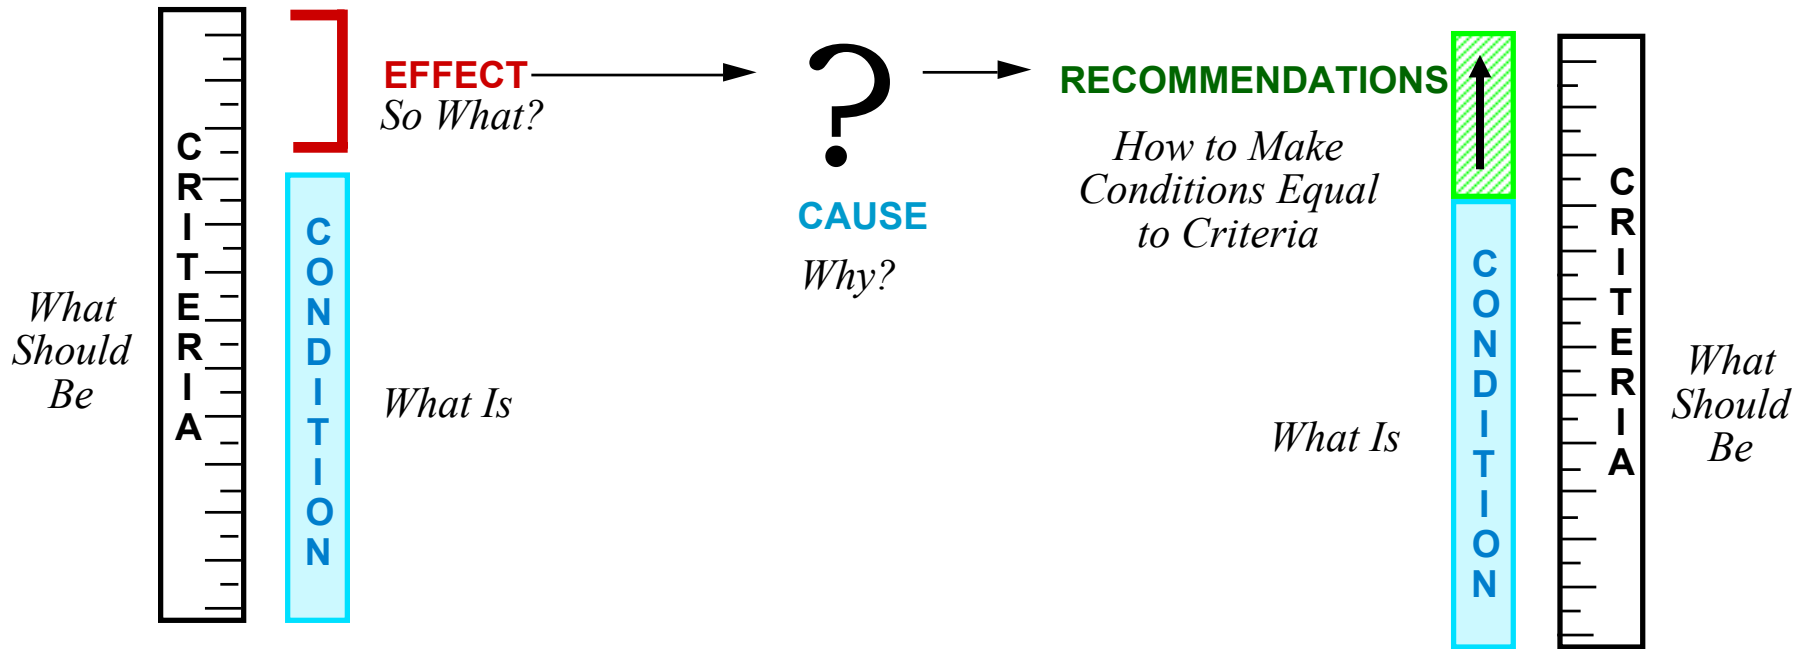 What
Should
Be
CRITERIA
CONDITION
EFFECT
So What?
What Is
?
CAUSE
Why?
RECOMMENDATIONS
How to Make
Conditions Equal
to Criteria
What Is
CONDITION
CRITERIA
What
Should
Be